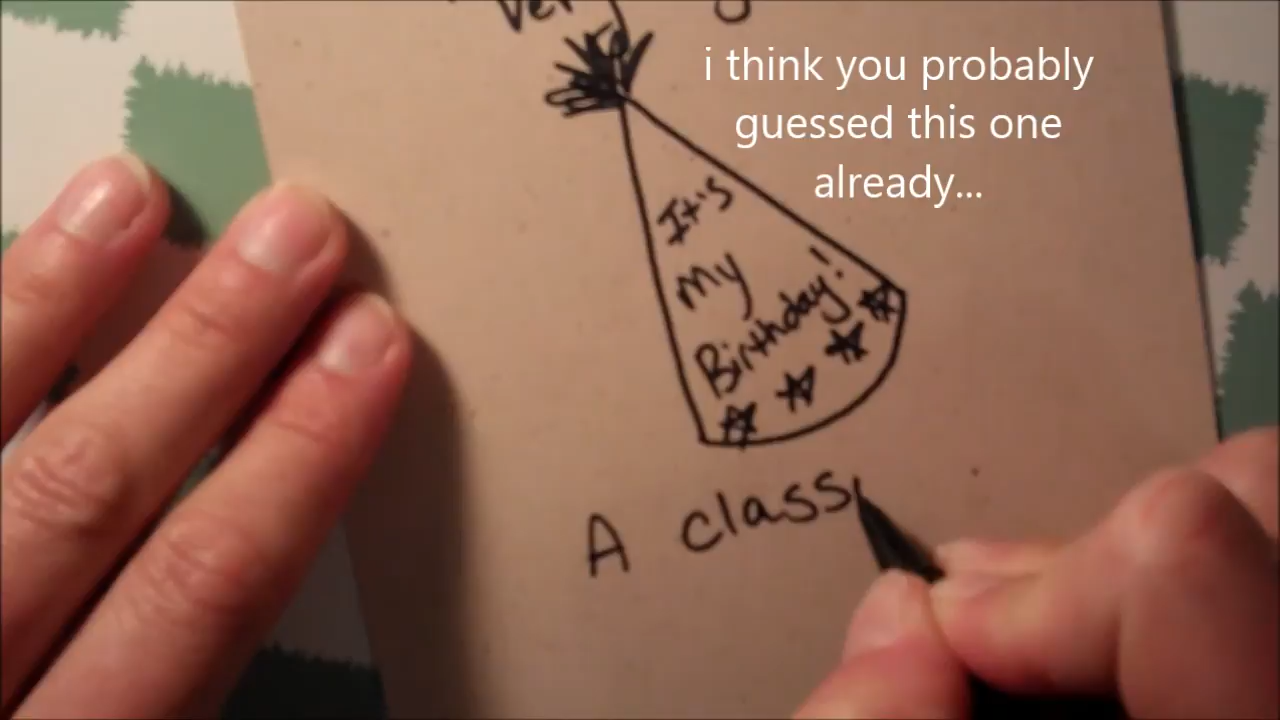 i think you probably
guessed this one
already...
It's
My
Birthday!
A class